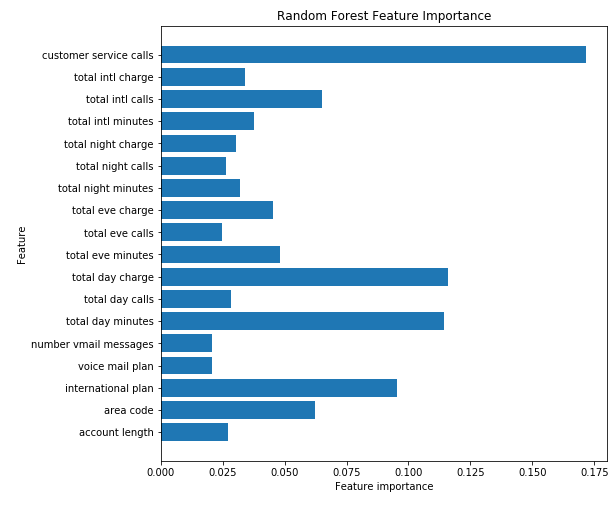 Random Forest Feature Importance
customer service calls
total intl charge
total intl calls
total intl minutes
total night charge
total night calls
total night minutes
total eve charge
total eve calls
total eve minutes
total day charge
total day calls
total day minutes
number vmail messages
voice mail plan
international plan
area code
account length
Feature
0.000 0.025 0.050 0.075 0.100 0.125 0.150 0.175
Feature importance